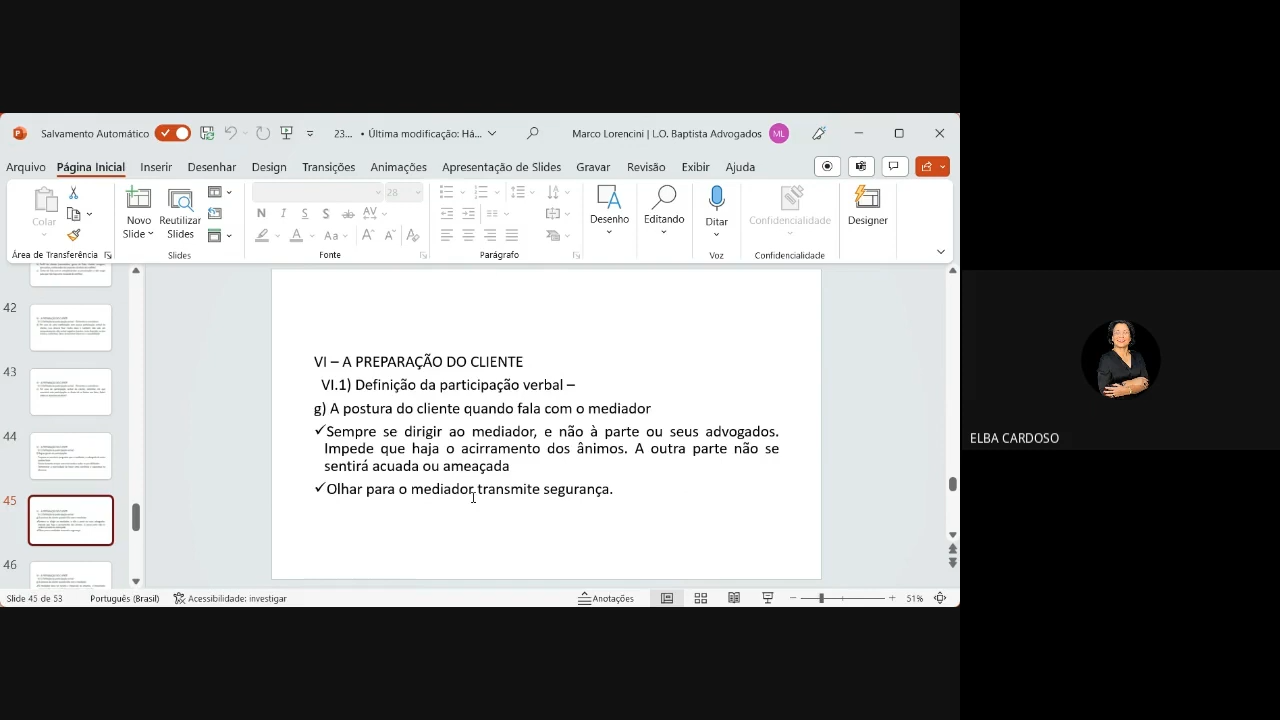 Salvamento Automático
23... • Última modificação: Há...
Marco Lorencini | L.O. Baptista Advogados
ML
Arquivo Página Inicial Inserir Desenhar Design Transições Animações Apresentação de Slides Gravar Revisão Exibir Ajuda
Colar
Novo Slide
Reutilizar Slides
28
N I S S ab AV
A Aa A A A
Desenho
Editando
Ditar
Confidencialidade
Designer
Área de Transferência
Slides
Fonte
Parágrafo
Voz
Confidencialidade
42
43
44
45
46
VI – A PREPARAÇÃO DO CLIENTE
VI.1) Definição da participação verbal –
g) A postura do cliente quando fala com o mediador
✓Sempre se dirigir ao mediador, e não à parte ou seus advogados.
Impede que haja o acirramento dos ânimos. A outra parte não se
sentirá acuada ou ameaçada
✓Olhar para o mediador transmite segurança.
ELBA CARDOSO
Slide 45 de 53
Português (Brasil)
Acessibilidade: investigar
Anotações
51%